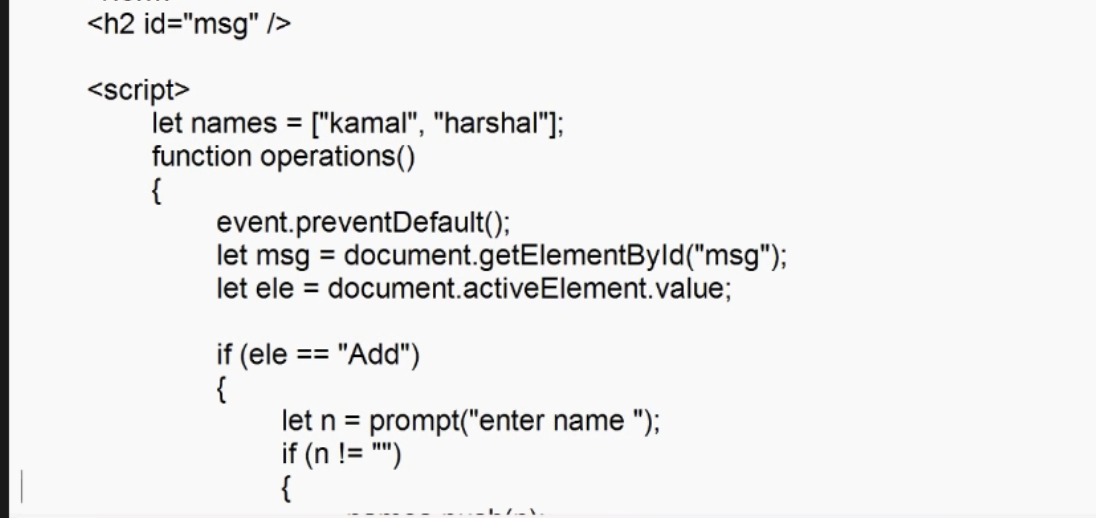 <h2 id="msg" />
<script>
let names = ["kamal", "harshal"];
function operations()
{
event.preventDefault();
let msg = document.getElementById("msg");
let ele = document.activeElement.value;
if (ele == "Add")
{
let n = prompt("enter name ");
if (n != "")
{